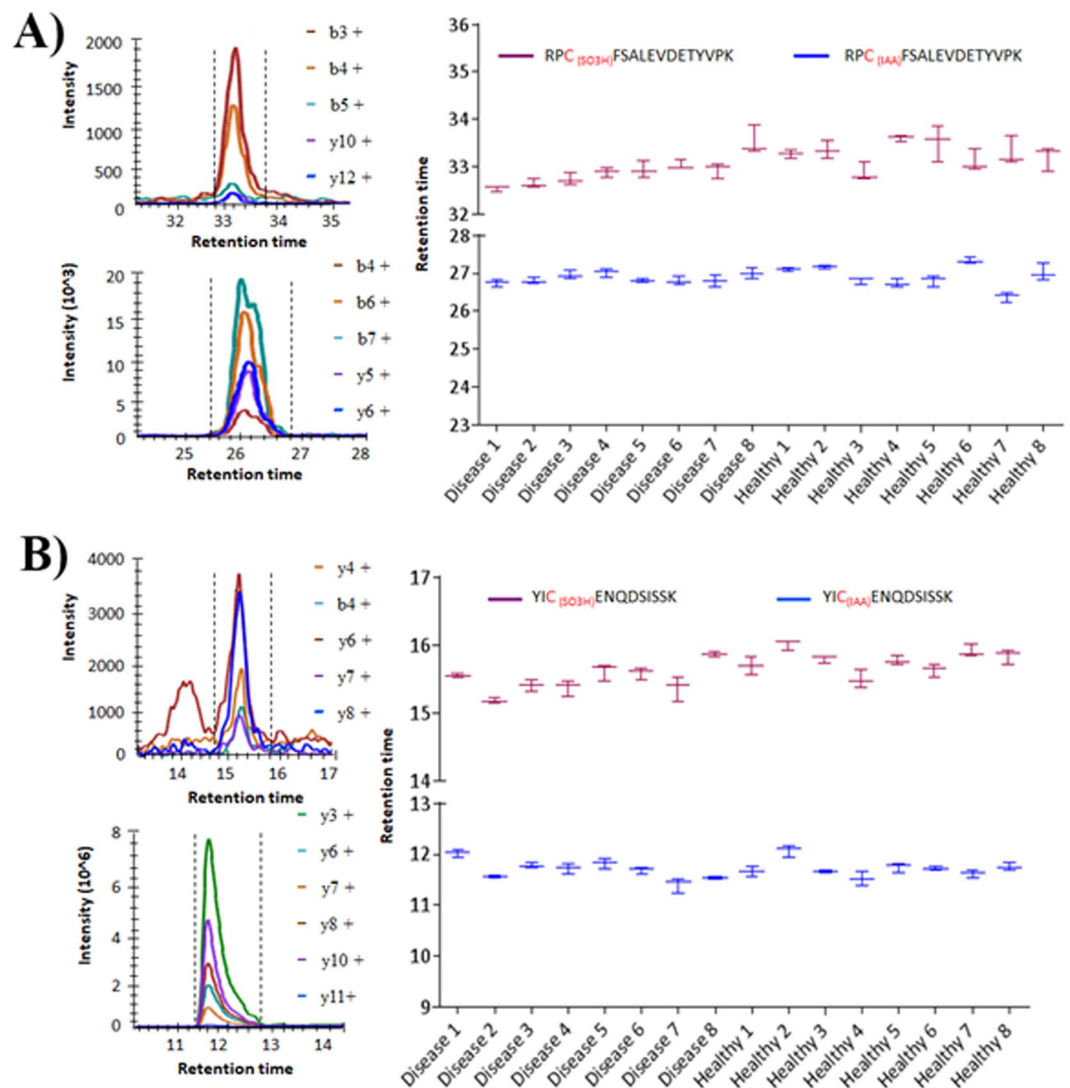 A)
Intensity
2000
1500
1000
500
0
32
33
34
35
Retention time
b3 +
b4 +
b5 +
y10 +
y12 +
Intensity (10^3)
20
15
10
5
0
25
26
27
28
Retention time
b4 +
b6 +
b7 +
y5 +
y6 +
Retention time
36
35
34
33
32
28
27
26
25
24
23
RPC (SO3H)FSALEVDETYVPK
RPC (IAA)FSALEVDETYVPK
Disease 1
Disease 2
Disease 3
Disease 4
Disease 5
Disease 6
Disease 7
Disease 8
Healthy 1
Healthy 2
Healthy 3
Healthy 4
Healthy 5
Healthy 6
Healthy 7
Healthy 8
B)
Intensity
4000
3000
2000
1000
0
14
15
16
17
Retention time
y4 +
b4 +
y6 +
y7 +
y8 +
Intensity (10^6)
8
6
4
2
0
11
12
13
14
Retention time
y3 +
y6 +
y7 +
y8 +
y10 +
y11+
Retention time
17
16
15
14
13
12
11
10
9
YIC (SO3H)ENQDSISSK
YIC(IAA)ENQDSISSK
Disease 1
Disease 2
Disease 3
Disease 4
Disease 5
Disease 6
Disease 7
Disease 8
Healthy 1
Healthy 2
Healthy 3
Healthy 4
Healthy 5
Healthy 6
Healthy 7
Healthy 8